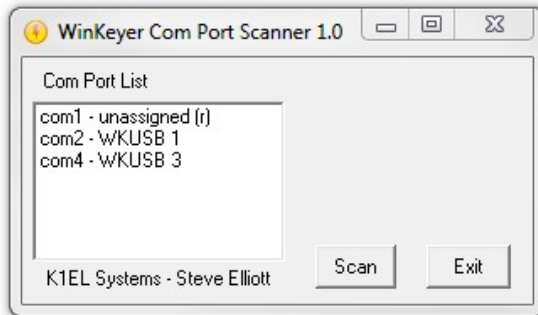 WinKeyer Com Port Scanner 1.0
Com Port List
com1 - unassigned (r)
com2 - WKUSB 1
com4 - WKUSB 3
K1EL Systems - Steve Elliott
Scan
Exit